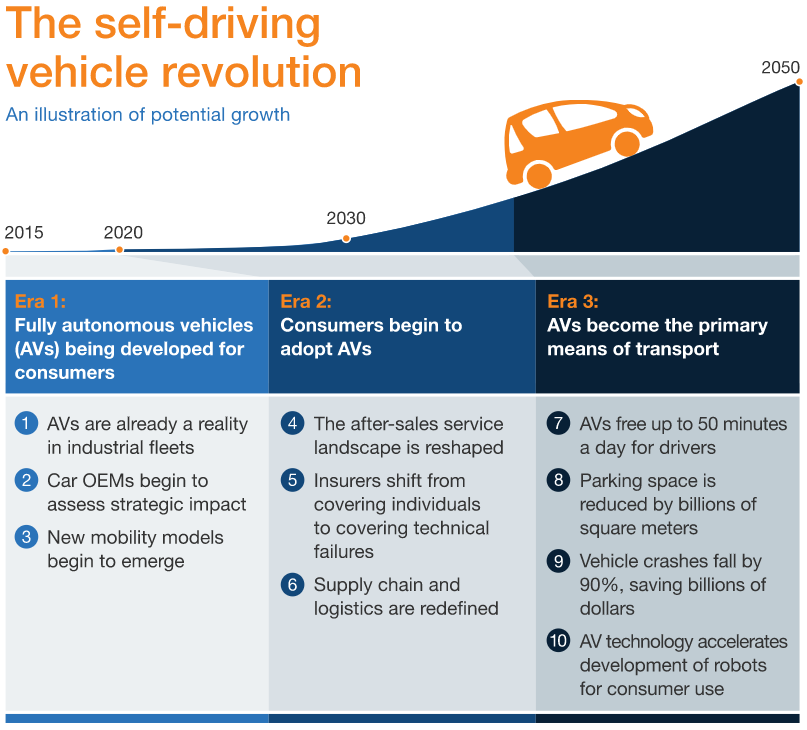 The self-driving
vehicle revolution
An illustration of potential growth
2015
2020
2030
2050
Era 1:
Fully autonomous vehicles
(AVs) being developed for
consumers
Era 2:
Consumers begin to
adopt AVs
Era 3:
AVs become the primary
means of transport
1 AVs are already a reality
in industrial fleets
2 Car OEMs begin to
assess strategic impact
3 New mobility models
begin to emerge
4 The after-sales service
landscape is reshaped
5 Insurers shift from
covering individuals
to covering technical
failures
6 Supply chain and
logistics are redefined
7 AVs free up to 50 minutes
a day for drivers
8 Parking space is
reduced by billions of
square meters
9 Vehicle crashes fall by
90%, saving billions of
dollars
10 AV technology accelerates
development of robots
for consumer use